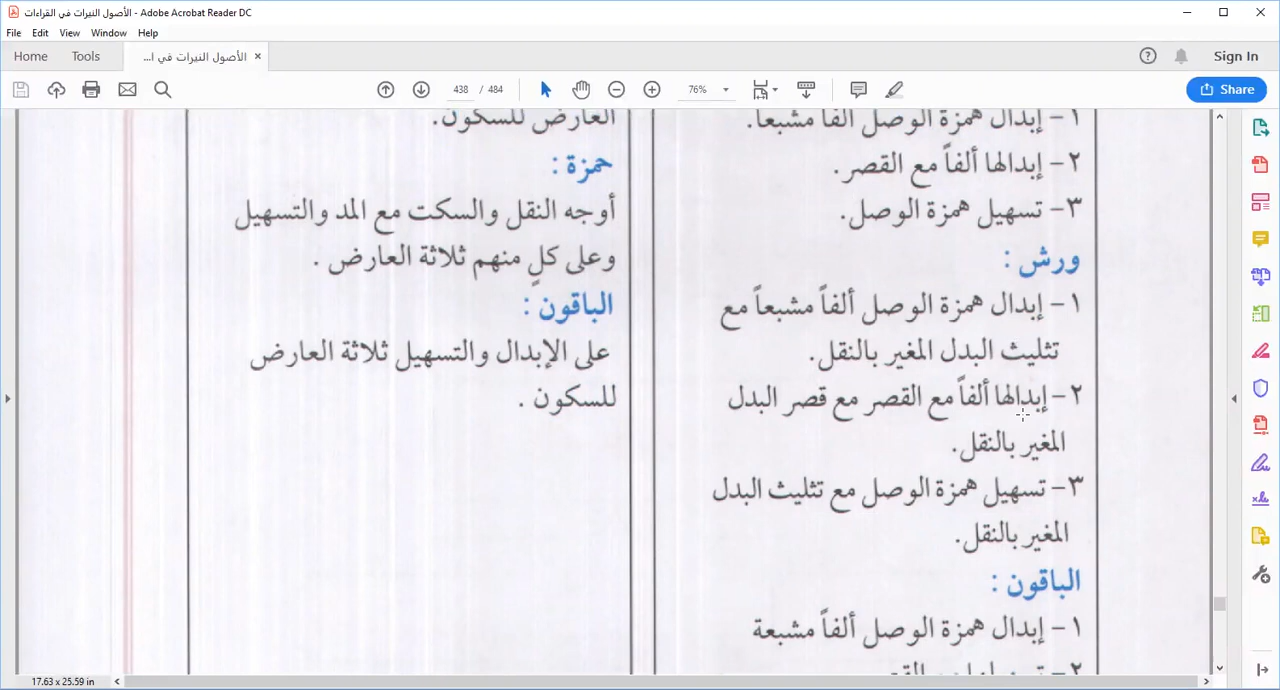 الأصول النيرات في القراءات - Adobe Acrobat Reader DC
File Edit View Window Help
Home Tools الأصول النيرات في ا... × Sign In
438 / 484 76% Share
١- إبدال همزة الوصل ألفاً مشبعاً.
٢- إبدالها ألفاً مع القصر.
٣- تسهيل همزة الوصل.
ورش :
١- إبدال همزة الوصل ألفاً مشبعاً مع
تثليث البدل المغير بالنقل.
٢- إبدالها ألفاً مع القصر مع قصر البدل
المغير بالنقل.
٣- تسهيل همزة الوصل مع تثليث البدل
المغير بالنقل.
الباقون :
١- إبدال همزة الوصل ألفاً مشبعة
العارض للسكون.
حمزة :
أوجه النقل والسكت مع المد والتسهيل
وعلى كلٍ منهم ثلاثة العارض .
الباقون :
على الإبدال والتسهيل ثلاثة العارض
للسكون .
17.63 x 25.59 in